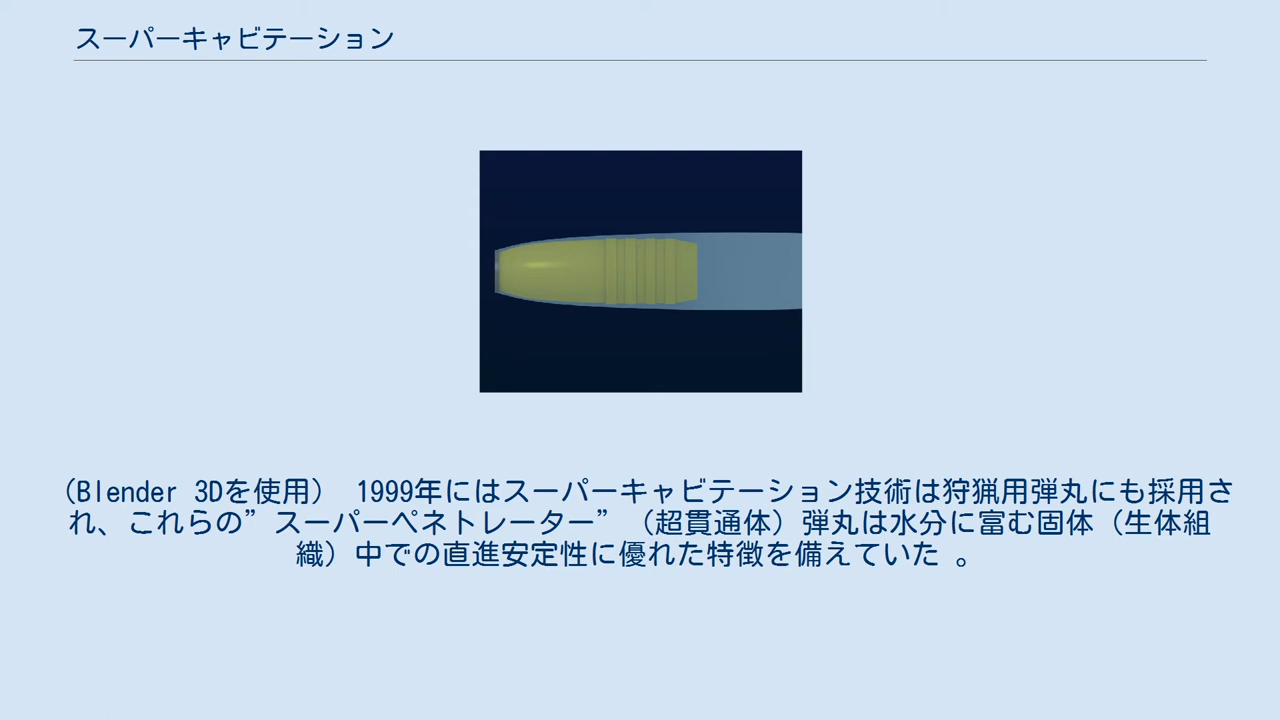 スーパーキャビテーション
(Blender 3Dを使用） 1999年にはスーパーキャビテーション技術は狩猟用弾丸にも採用さ
れ、これらの”スーパーペネトレーター”（超貫通体）弾丸は水分に富む固体（生体組
織）中での直進安定性に優れた特徴を備えていた 。